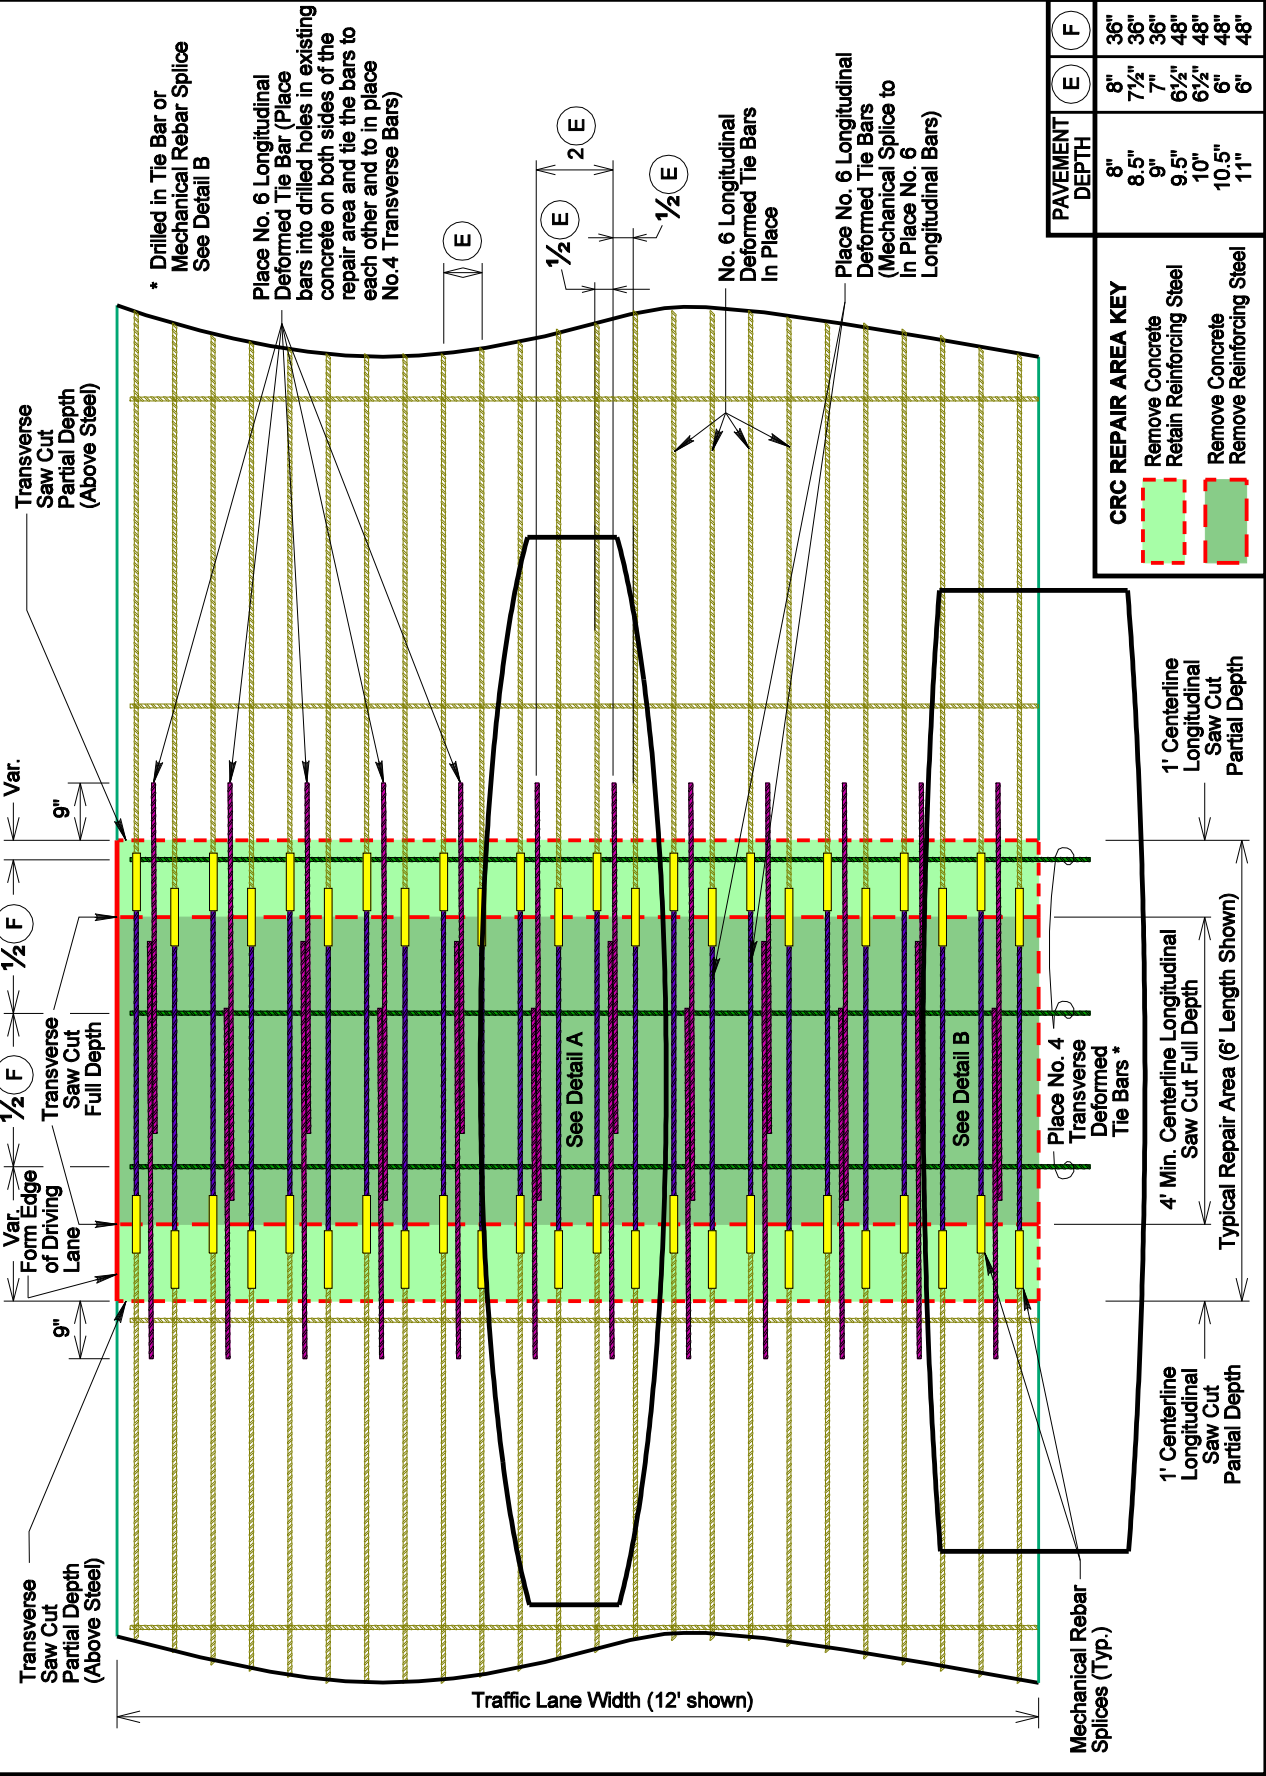 Transverse
Saw Cut
Partial Depth
(Above Steel)
9"
Var.
Form Edge
of Driving
Lane
½ F
Transverse
Saw Cut
Full Depth
½ F
9"
Var.
Transverse
Saw Cut
Partial Depth
(Above Steel)
* Drilled in Tie Bar or
Mechanical Rebar Splice
See Detail B
Place No. 6 Longitudinal
Deformed Tie Bar (Place
bars into drilled holes in existing
concrete on both sides of the
repair area and tie the bars to
each other and to in place
No.4 Transverse Bars)
E
2 E
½ E
½ E
No. 6 Longitudinal
Deformed Tie Bars
In Place
Place No. 6 Longitudinal
Deformed Tie Bars
(Mechanical Splice to
In Place No. 6
Longitudinal Bars)
Traffic Lane Width (12' shown)
See Detail A
See Detail B
Place No. 4
Transverse
Deformed
Tie Bars *
Mechanical Rebar
Splices (Typ.)
1' Centerline
Longitudinal
Saw Cut
Partial Depth
4' Min. Centerline Longitudinal
Saw Cut Full Depth
Typical Repair Area (6' Length Shown)
1' Centerline
Longitudinal
Saw Cut
Partial Depth
CRC REPAIR AREA KEY
Remove Concrete
Retain Reinforcing Steel
Remove Concrete
Remove Reinforcing Steel
PAVEMENT
DEPTH
E
F
8" 8" 36"
8.5" 7½" 36"
9" 7" 36"
9.5" 6½" 48"
10" 6½" 48"
10.5" 6" 48"
11" 6" 48"